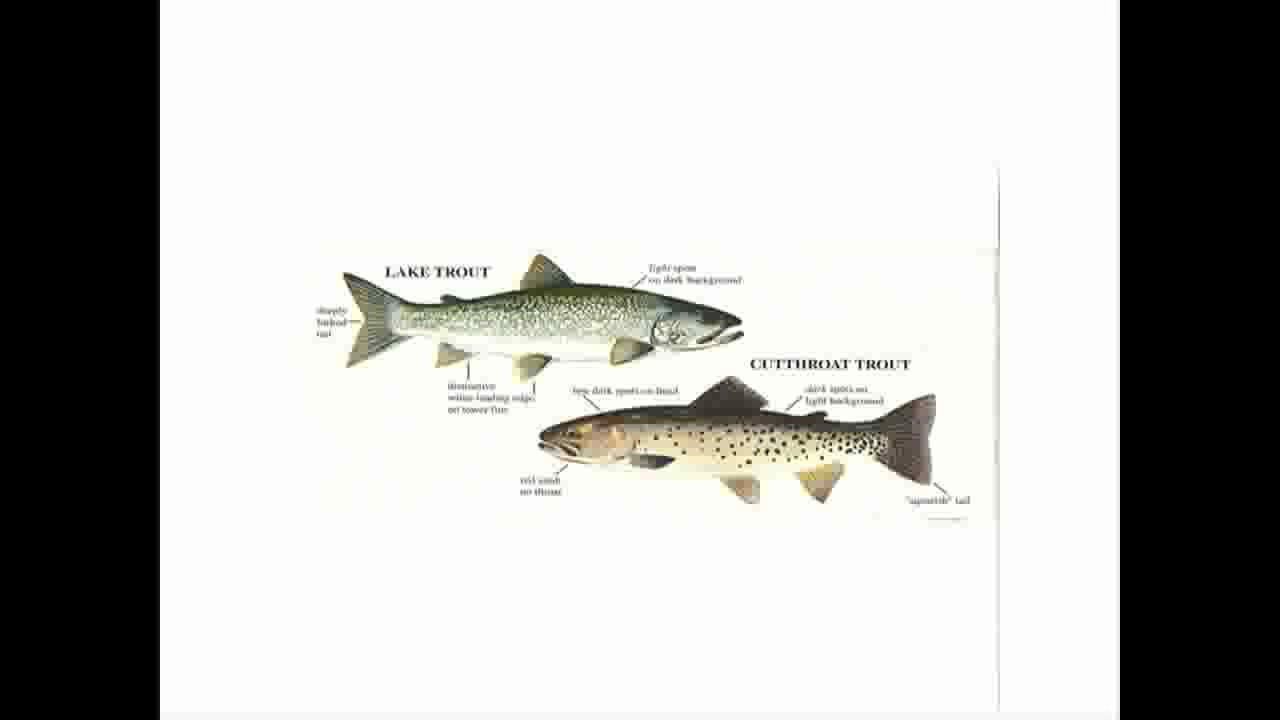 LAKE TROUT
light spots
on dark background
deeply
forked
tail
distinctive
white leading edge
on lower fins
CUTTHROAT TROUT
few dark spots on head
dark spots on
light background
red slash
on throat
"squarish" tail